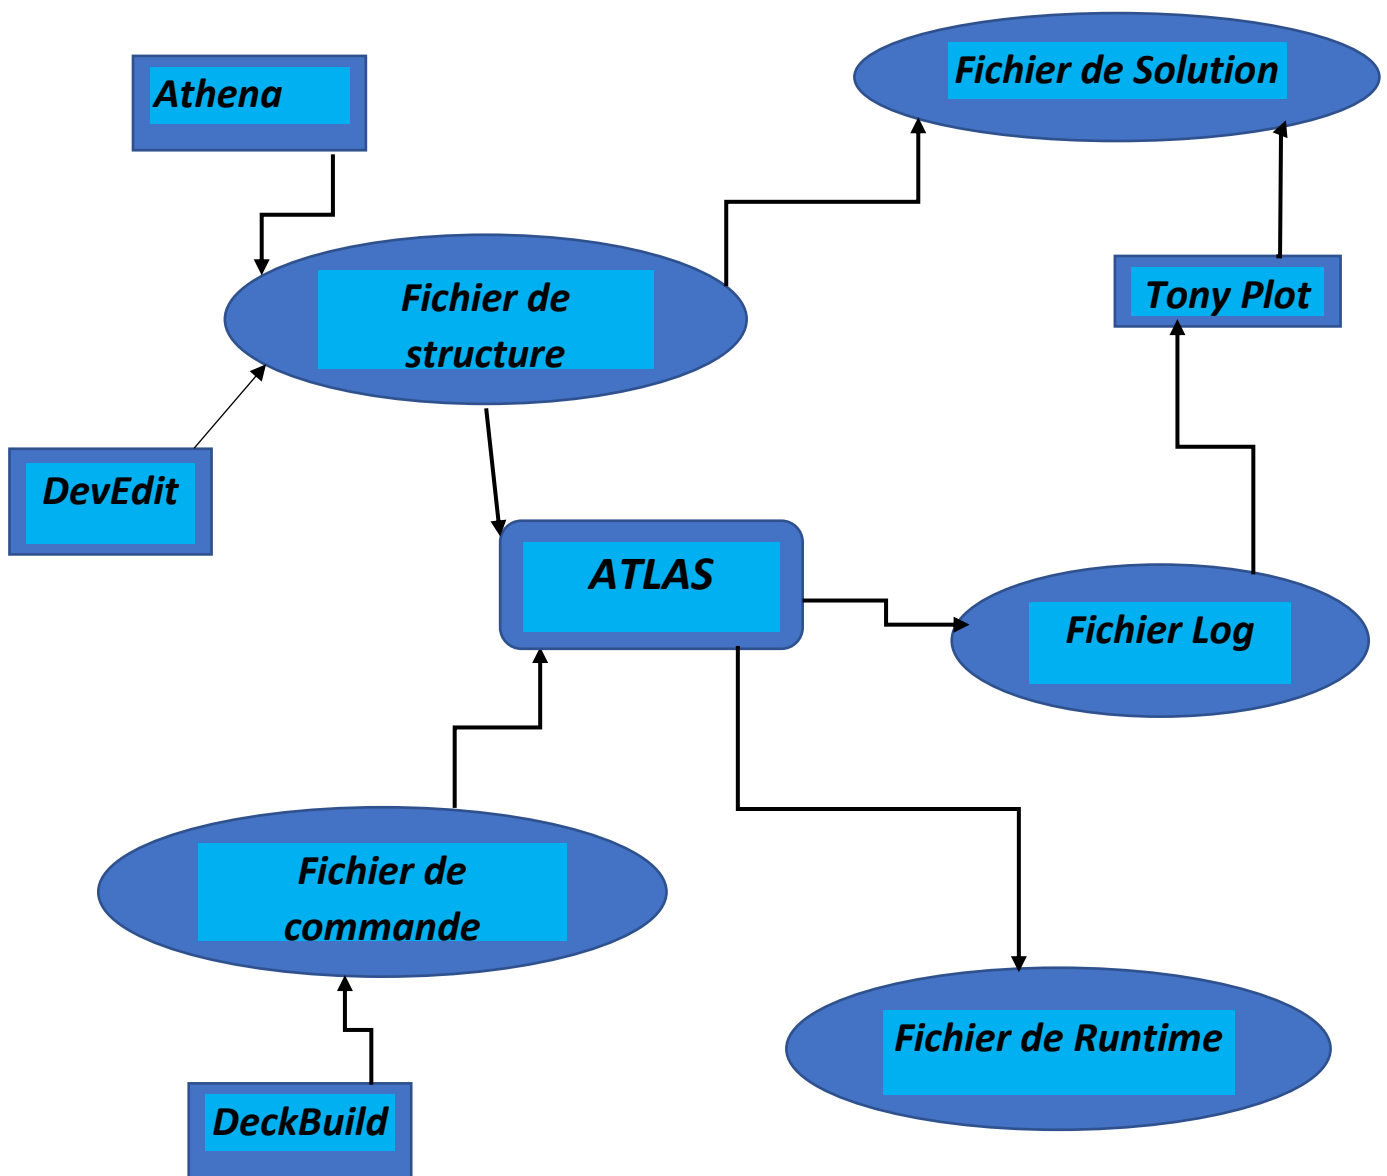 Fichier de Solution
Athena
Fichier de
structure
Tony Plot
DevEdit
ATLAS
Fichier Log
Fichier de
commande
Fichier de Runtime
DeckBuild